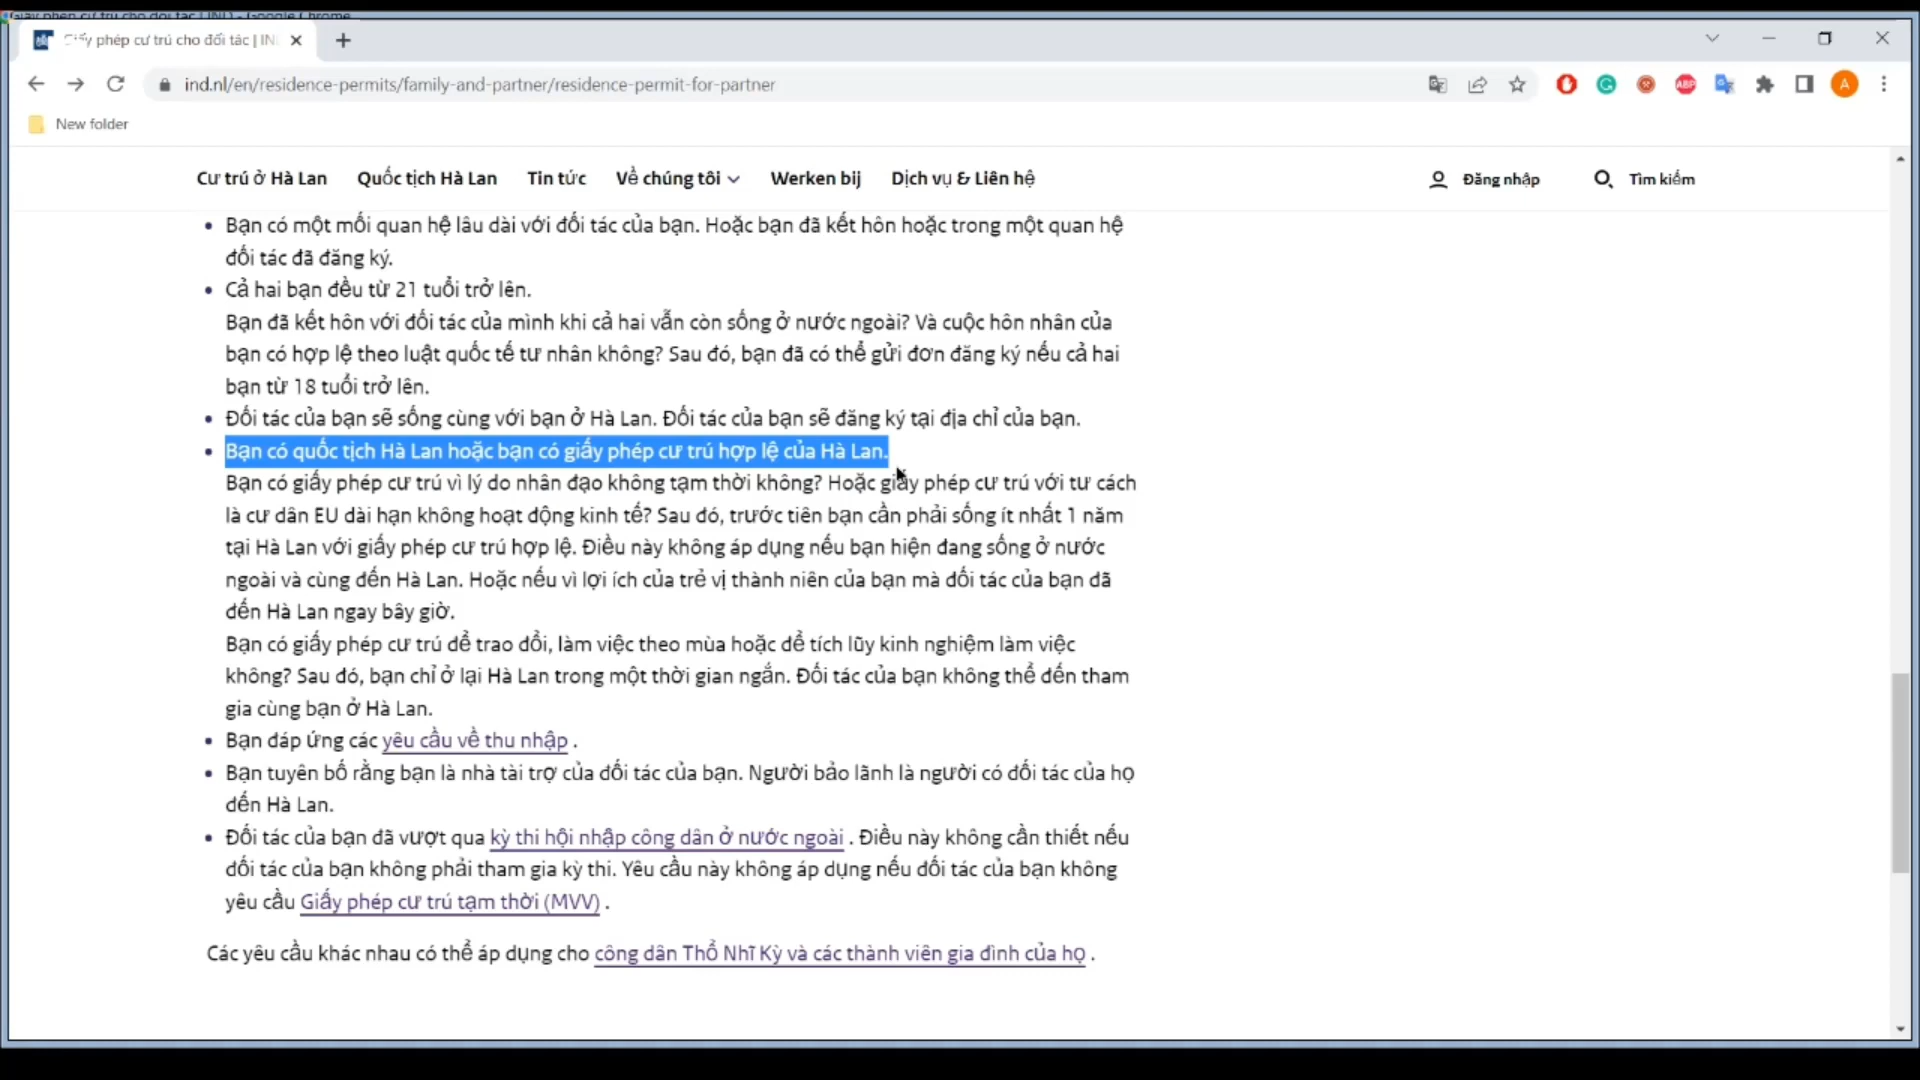 Giấy phép cư trú cho đối tác | IND - Google Chrome
Giấy phép cư trú cho đối tác | IN
ind.nl/en/residence-permits/family-and-partner/residence-permit-for-partner
ABP
A
New folder
Cư trú ở Hà Lan Quốc tịch Hà Lan Tin tức Về chúng tôi Werken bij Dịch vụ & Liên hệ Đăng nhập Tìm kiếm
Bạn có một mối quan hệ lâu dài với đối tác của bạn. Hoặc bạn đã kết hôn hoặc trong một quan hệ
đối tác đã đăng ký.
Cả hai bạn đều từ 21 tuổi trở lên.
Bạn đã kết hôn với đối tác của mình khi cả hai vẫn còn sống ở nước ngoài? Và cuộc hôn nhân của
bạn có hợp lệ theo luật quốc tế tư nhân không? Sau đó, bạn đã có thể gửi đơn đăng ký nếu cả hai
bạn từ 18 tuổi trở lên.
Đối tác của bạn sẽ sống cùng với bạn ở Hà Lan. Đối tác của bạn sẽ đăng ký tại địa chỉ của bạn.
Bạn có quốc tịch Hà Lan hoặc bạn có giấy phép cư trú hợp lệ của Hà Lan.
Bạn có giấy phép cư trú vì lý do nhân đạo không tạm thời không? Hoặc giấy phép cư trú với tư cách
là cư dân EU dài hạn không hoạt động kinh tế? Sau đó, trước tiên bạn cần phải sống ít nhất 1 năm
tại Hà Lan với giấy phép cư trú hợp lệ. Điều này không áp dụng nếu bạn hiện đang sống ở nước
ngoài và cùng đến Hà Lan. Hoặc nếu vì lợi ích của trẻ vị thành niên của bạn mà đối tác của bạn đã
đến Hà Lan ngay bây giờ.
Bạn có giấy phép cư trú để trao đổi, làm việc theo mùa hoặc để tích lũy kinh nghiệm làm việc
không? Sau đó, bạn chỉ ở lại Hà Lan trong một thời gian ngắn. Đối tác của bạn không thể đến tham
gia cùng bạn ở Hà Lan.
Bạn đáp ứng các yêu cầu về thu nhập .
Bạn tuyên bố rằng bạn là nhà tài trợ của đối tác của bạn. Người bảo lãnh là người có đối tác của họ
đến Hà Lan.
Đối tác của bạn đã vượt qua kỳ thi hội nhập công dân ở nước ngoài . Điều này không cần thiết nếu
đối tác của bạn không phải tham gia kỳ thi. Yêu cầu này không áp dụng nếu đối tác của bạn không
yêu cầu Giấy phép cư trú tạm thời (MVV) .
Các yêu cầu khác nhau có thể áp dụng cho công dân Thổ Nhĩ Kỳ và các thành viên gia đình của họ .